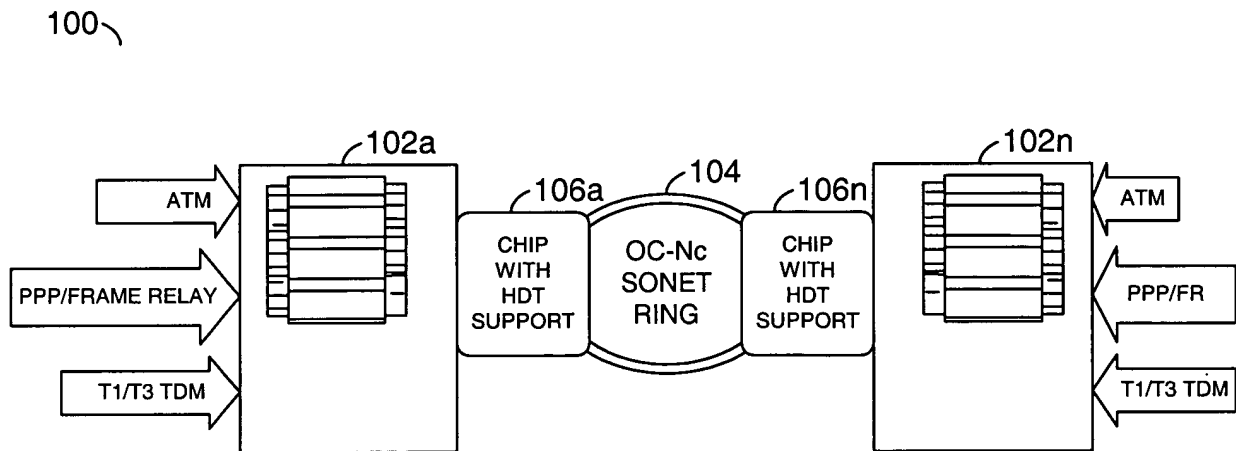 100
102a
102n
104
106a
106n
ATM
PPP/FRAME RELAY
T1/T3 TDM
CHIP
WITH
HDT
SUPPORT
OC-Nc
SONET
RING
CHIP
WITH
HDT
SUPPORT
ATM
PPP/FR
T1/T3 TDM